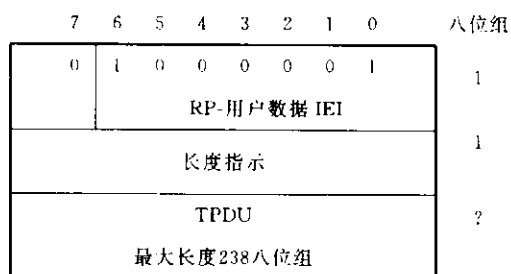 7 6 5 4 3 2 1 0 八位组
0 1 0 0 0 0 0 1 1
RP-用户数据 IEI
长度指示 1
TPDU ?
最大长度238八位组